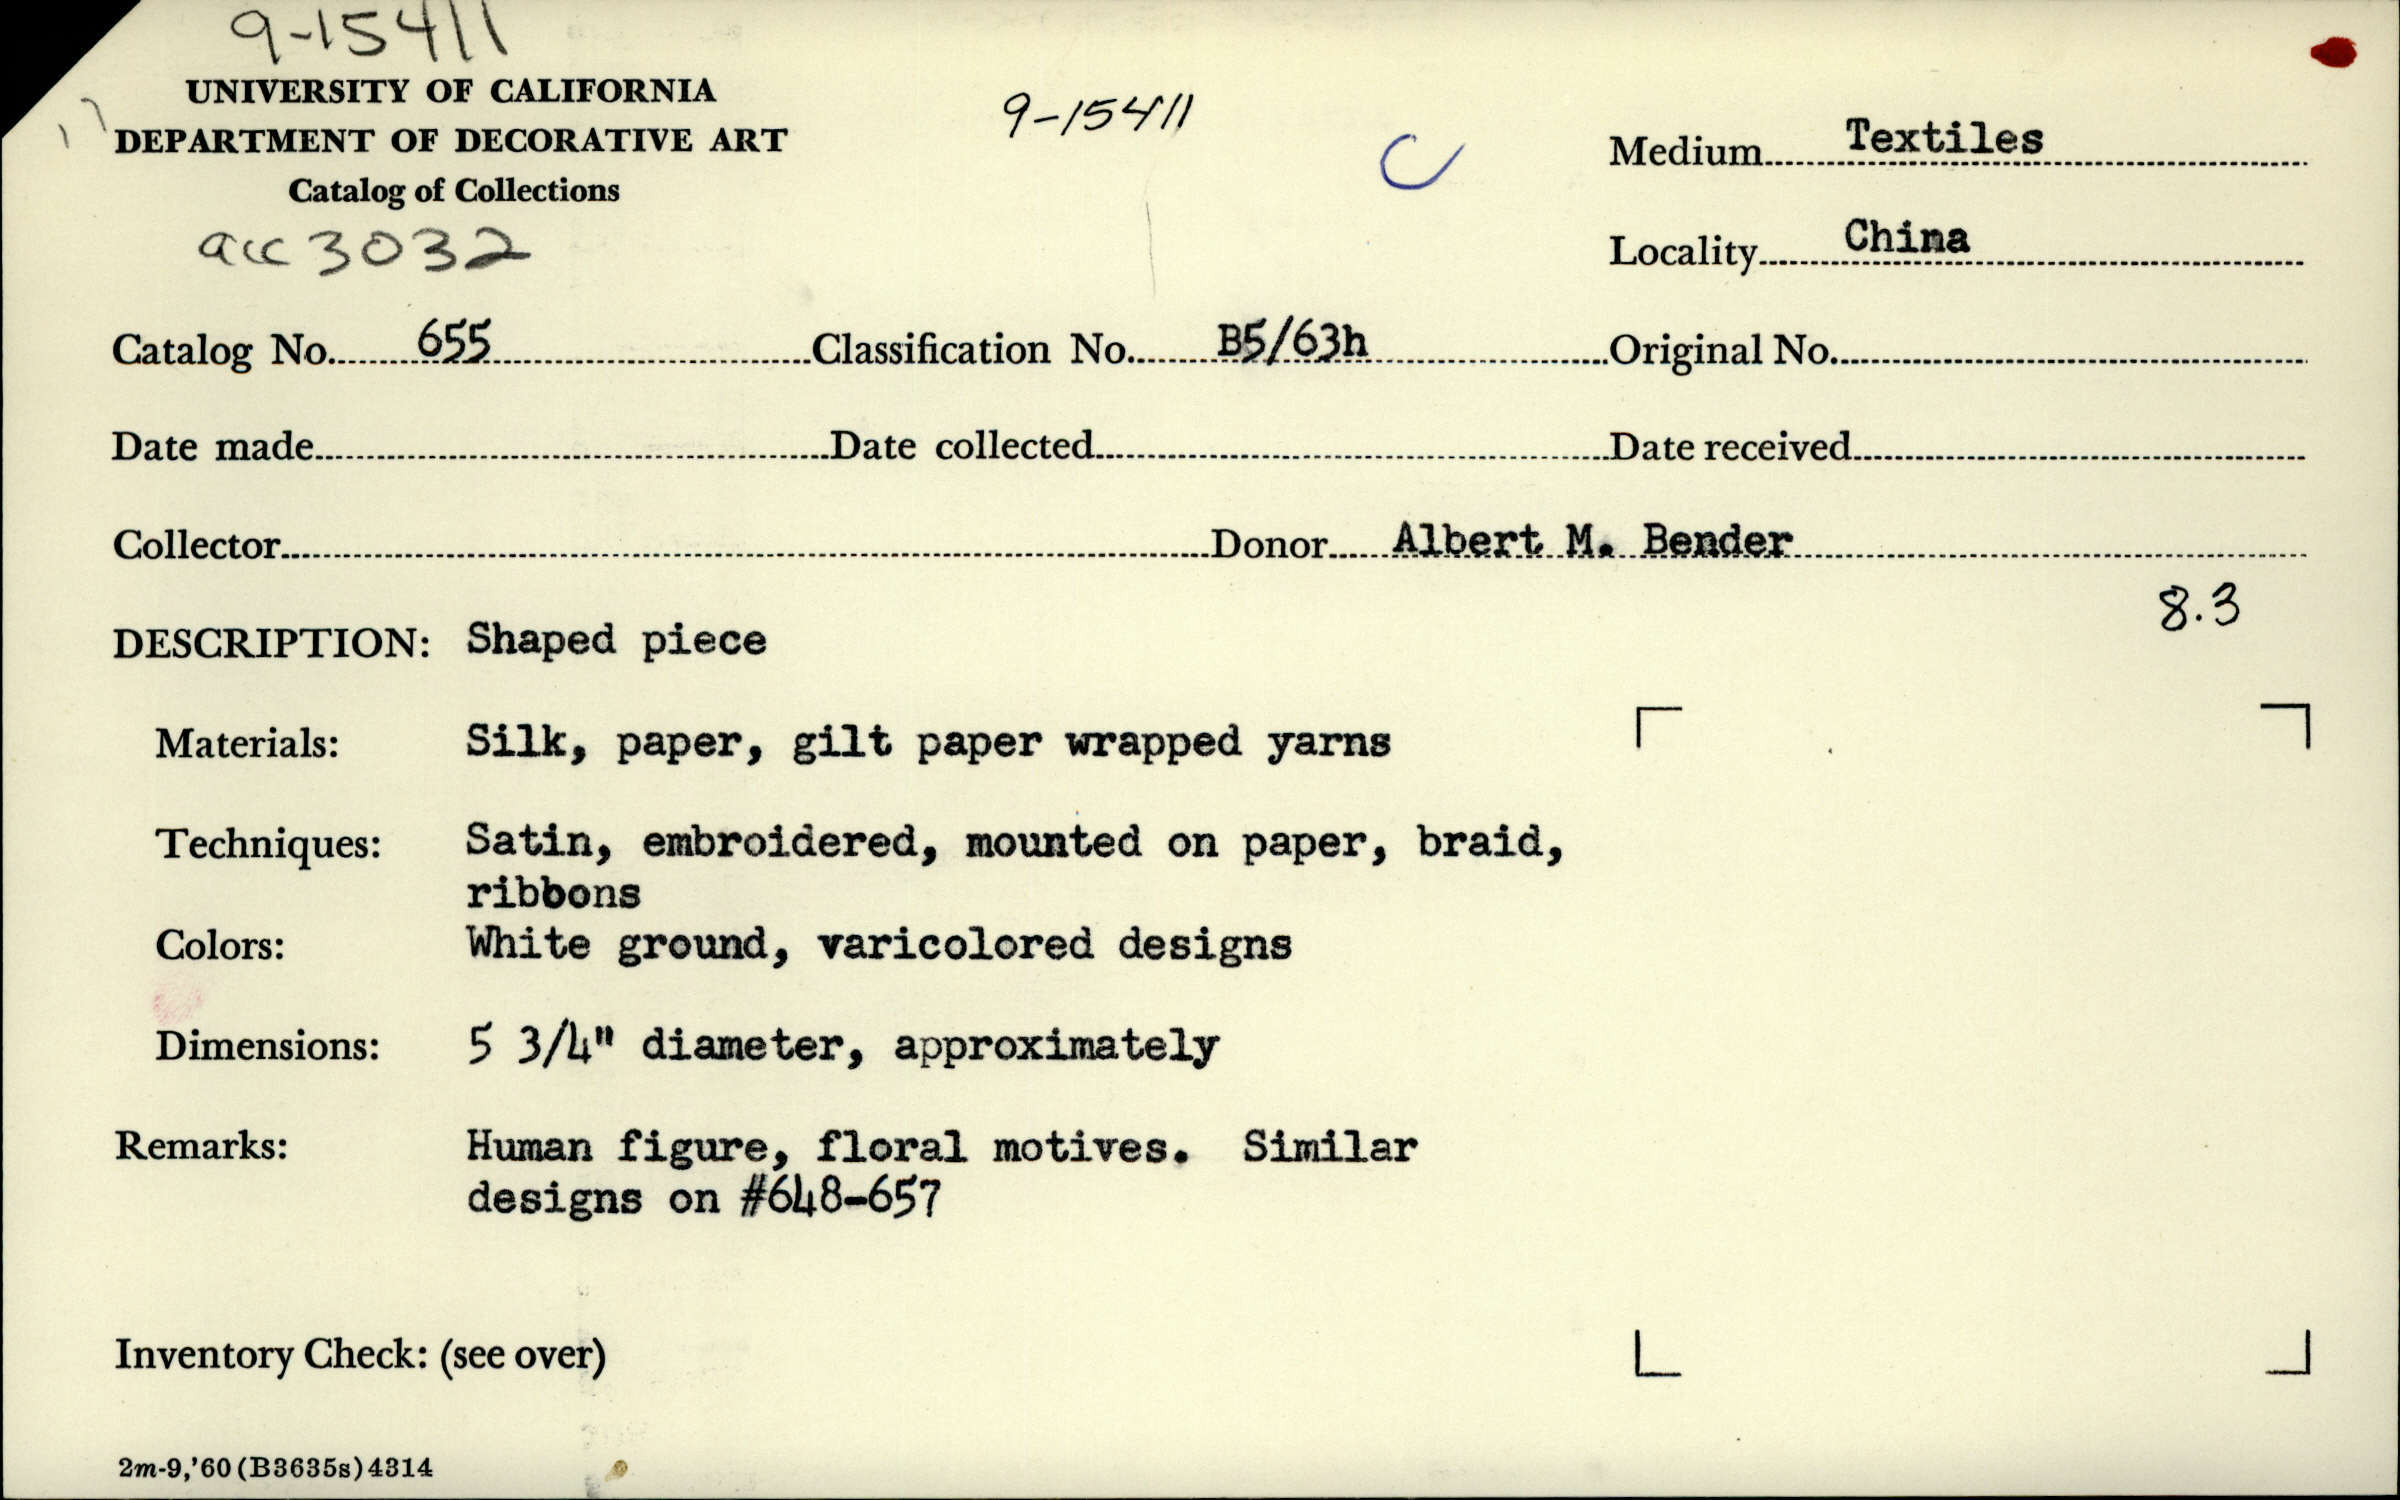 9-15411
UNIVERSITY OF CALIFORNIA
DEPARTMENT OF DECORATIVE ART
Catalog of Collections
acc 3032
9-15411
C
Medium Textiles
Locality China
Catalog No. 655 Classification No. B5/63h Original No.
Date made Date collected Date received
Collector Donor Albert M. Bender
8.3
DESCRIPTION: Shaped piece
Materials: Silk, paper, gilt paper wrapped yarns
Techniques: Satin, embroidered, mounted on paper, braid,
ribbons
Colors: White ground, varicolored designs
Dimensions: 5 3/4" diameter, approximately
Remarks: Human figure, floral motives. Similar
designs on #648-657
Inventory Check: (see over)
2m-9,'60(B3635s)4314